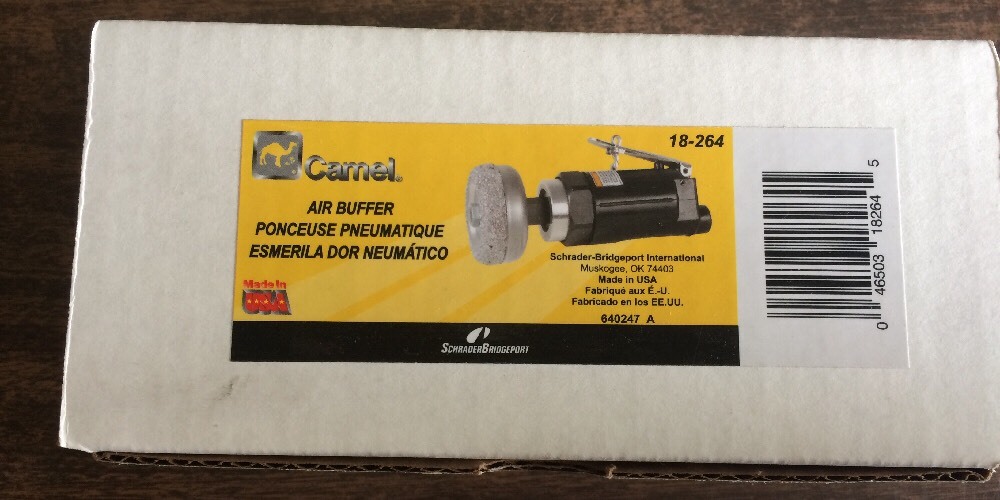 Camel®
18-264
AIR BUFFER
PONCEUSE PNEUMATIQUE
ESMERILA DOR NEUMÁTICO
Made In
USA
Schrader-Bridgeport International
Muskogee, OK 74403
Made in USA
Fabriqué aux É.-U.
Fabricado en los EE.UU.
640247 A
SCHRADERBRIDGEPORT
0 46503 18264 5